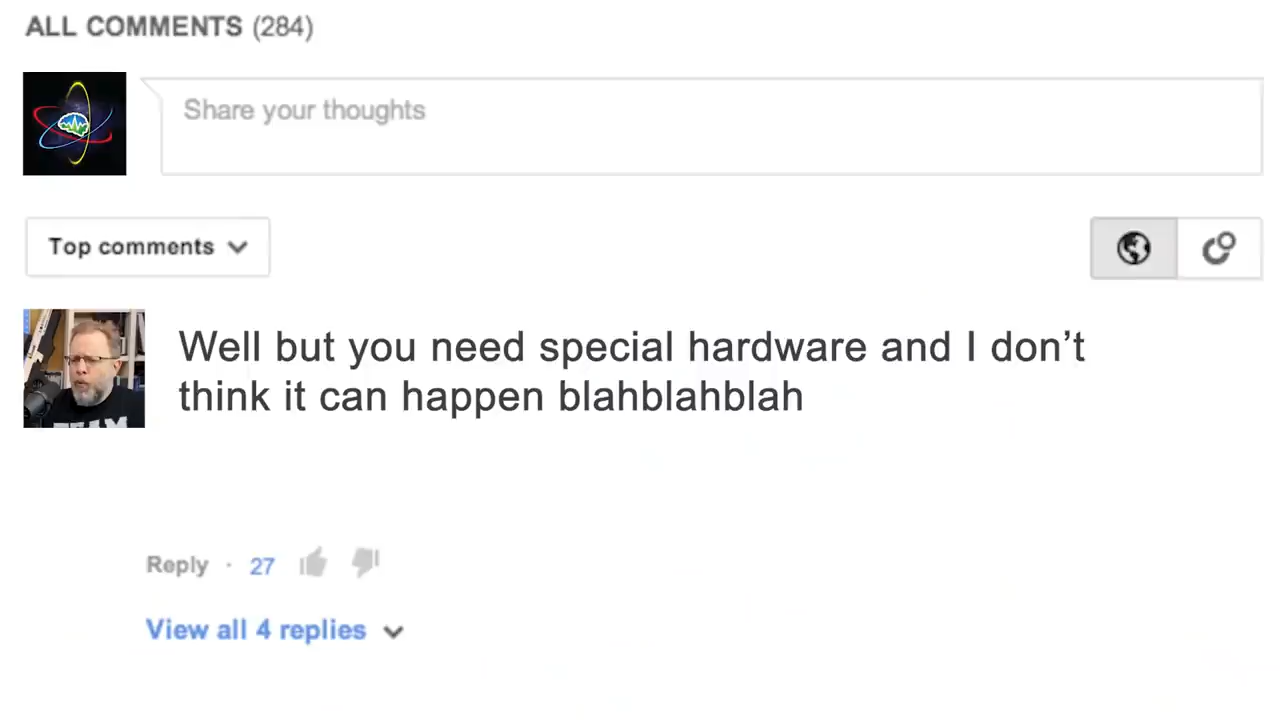 ALL COMMENTS (284)
Share your thoughts
Top comments
Well but you need special hardware and I don’t
think it can happen blahblahblah
Reply · 27
View all 4 replies